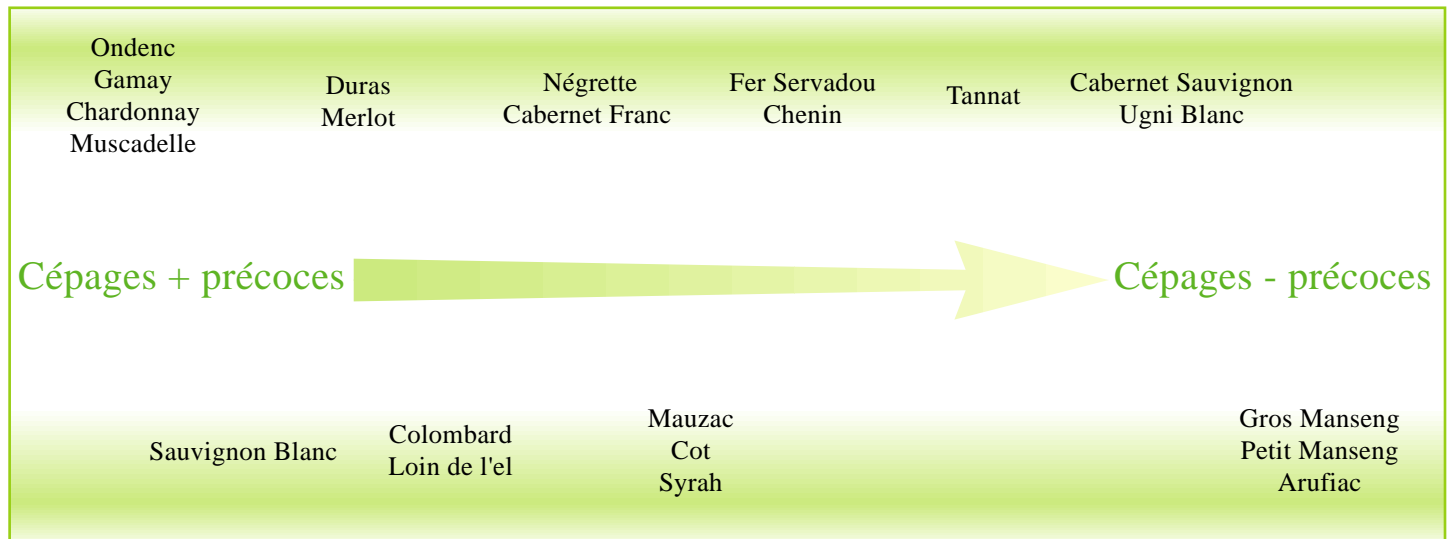 Ondenc
Gamay
Chardonnay
Muscadelle
Duras
Merlot
Négrette
Cabernet Franc
Fer Servadou
Chenin
Tannat
Cabernet Sauvignon
Ugni Blanc
Cépages + précoces
Cépages - précoces
Sauvignon Blanc
Colombard
Loin de l'el
Mauzac
Cot
Syrah
Gros Manseng
Petit Manseng
Arufiac